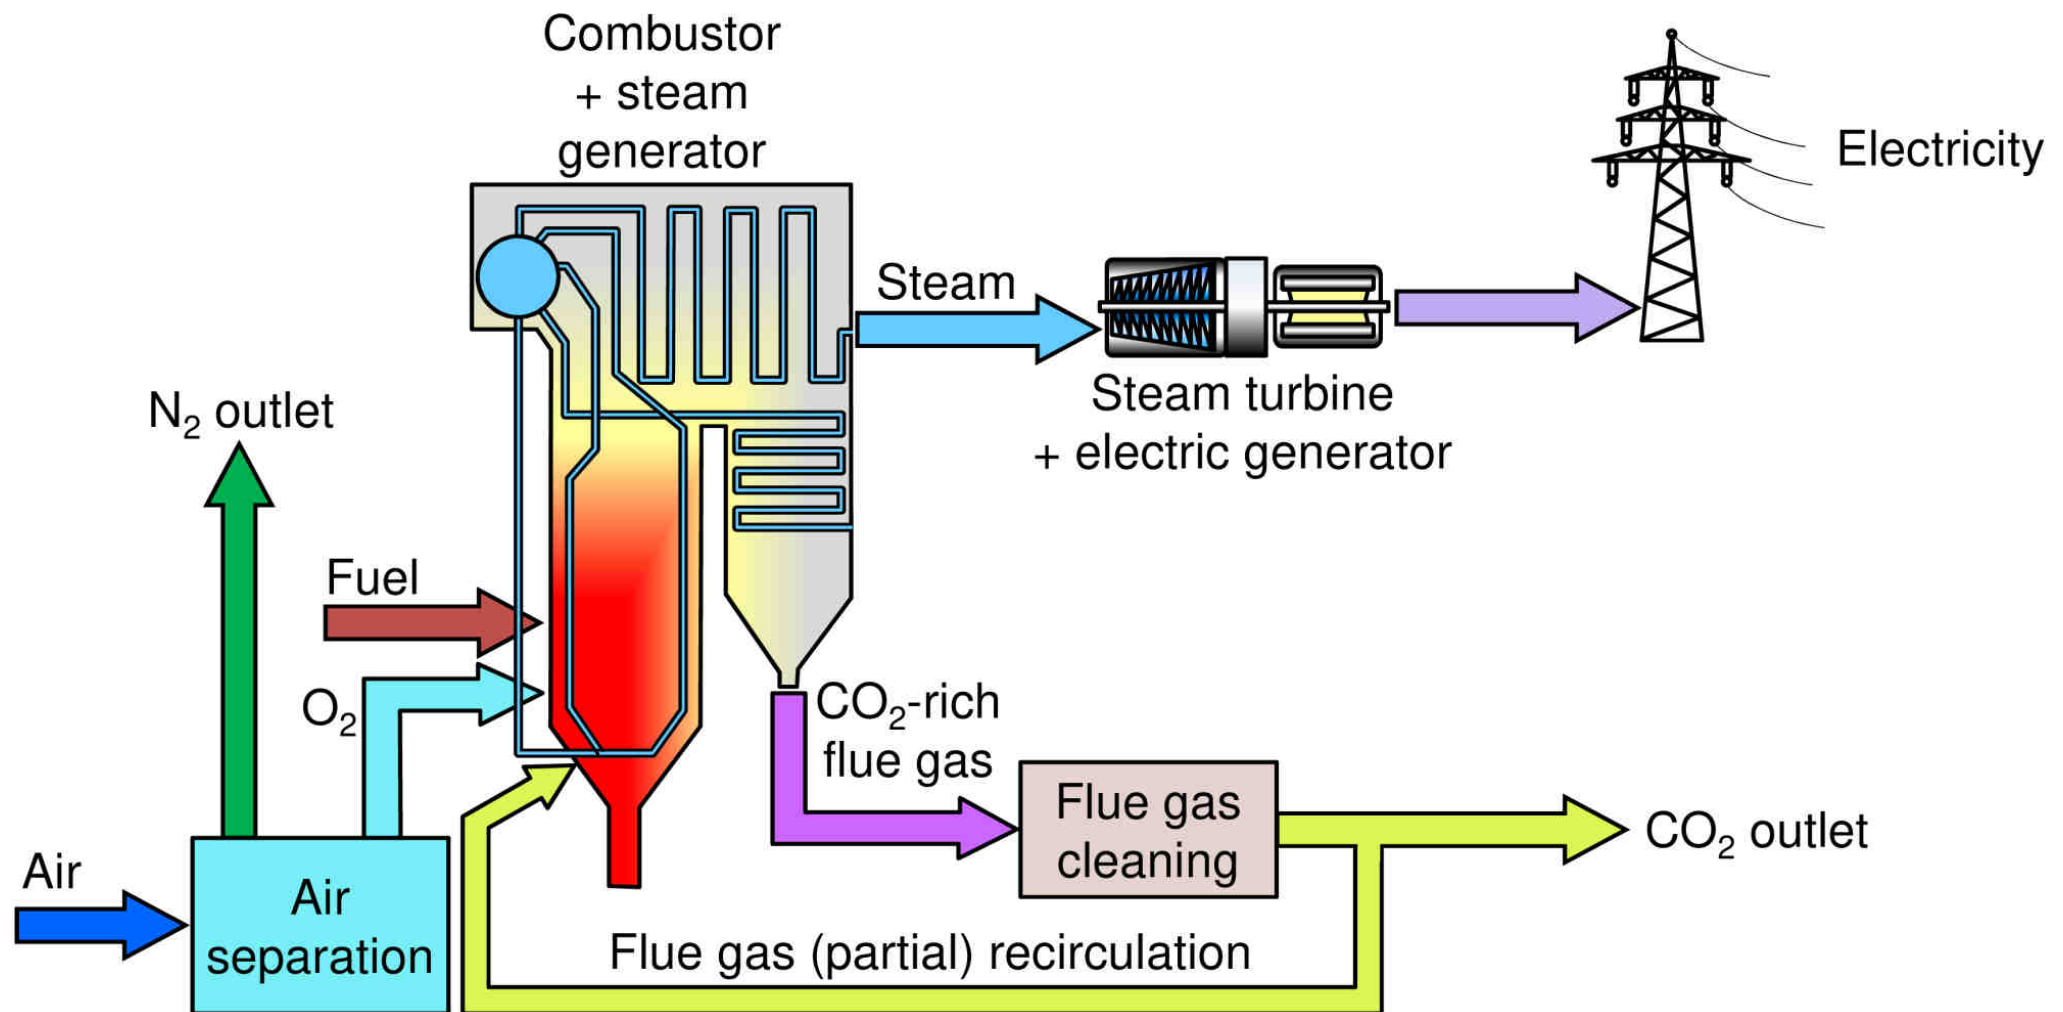 Combustor
+ steam
generator
Electricity
Steam
Steam turbine
+ electric generator
N₂ outlet
Fuel
O₂
CO₂-rich
flue gas
Flue gas
cleaning
CO₂ outlet
Air
Air
separation
Flue gas (partial) recirculation